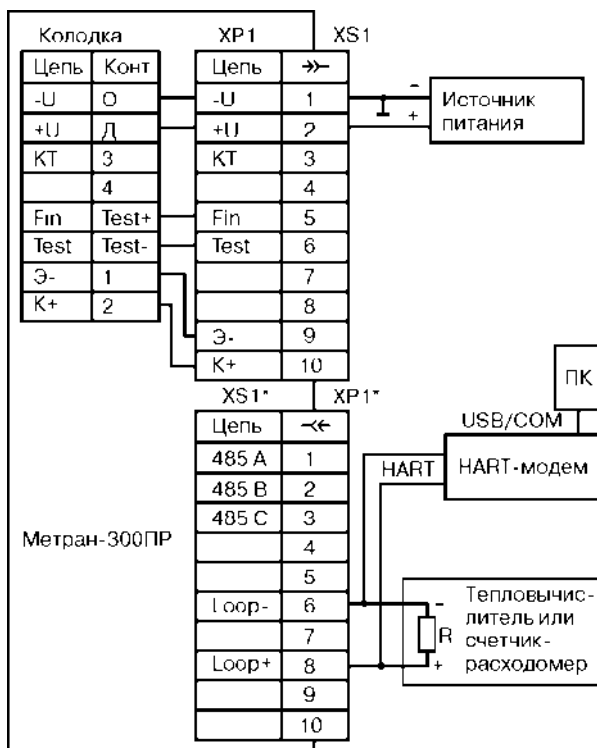 Колодка XP1 XS1
Цепь Конт Цепь
-U О -U 1
+U Д +U 2
КТ 3 КТ 3
4 4
Fin Test+ Fin 5
Test Test- Test 6
Э- 1 7
К+ 2 8
Э- 9
К+ 10
- Источник
+ питания
XS1* XP1*
Цепь
485 A 1
485 B 2
485 C 3
4
5
Loop- 6
7
Loop+ 8
9
10
Метран-300ПР
ПК
USB/COM
HART HART-модем
- Тепловычис-
литель или
R счетчик-
+ расходомер